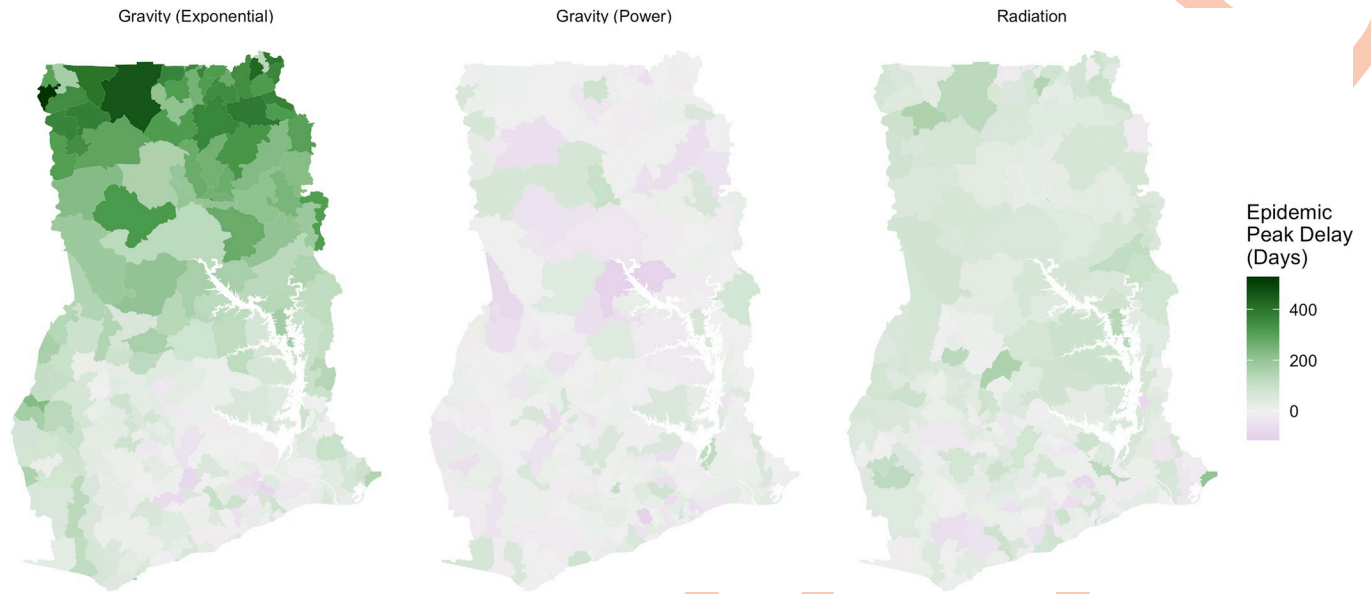 Gravity (Exponential)
Gravity (Power)
Radiation
Epidemic
Peak Delay
(Days)
400
200
0